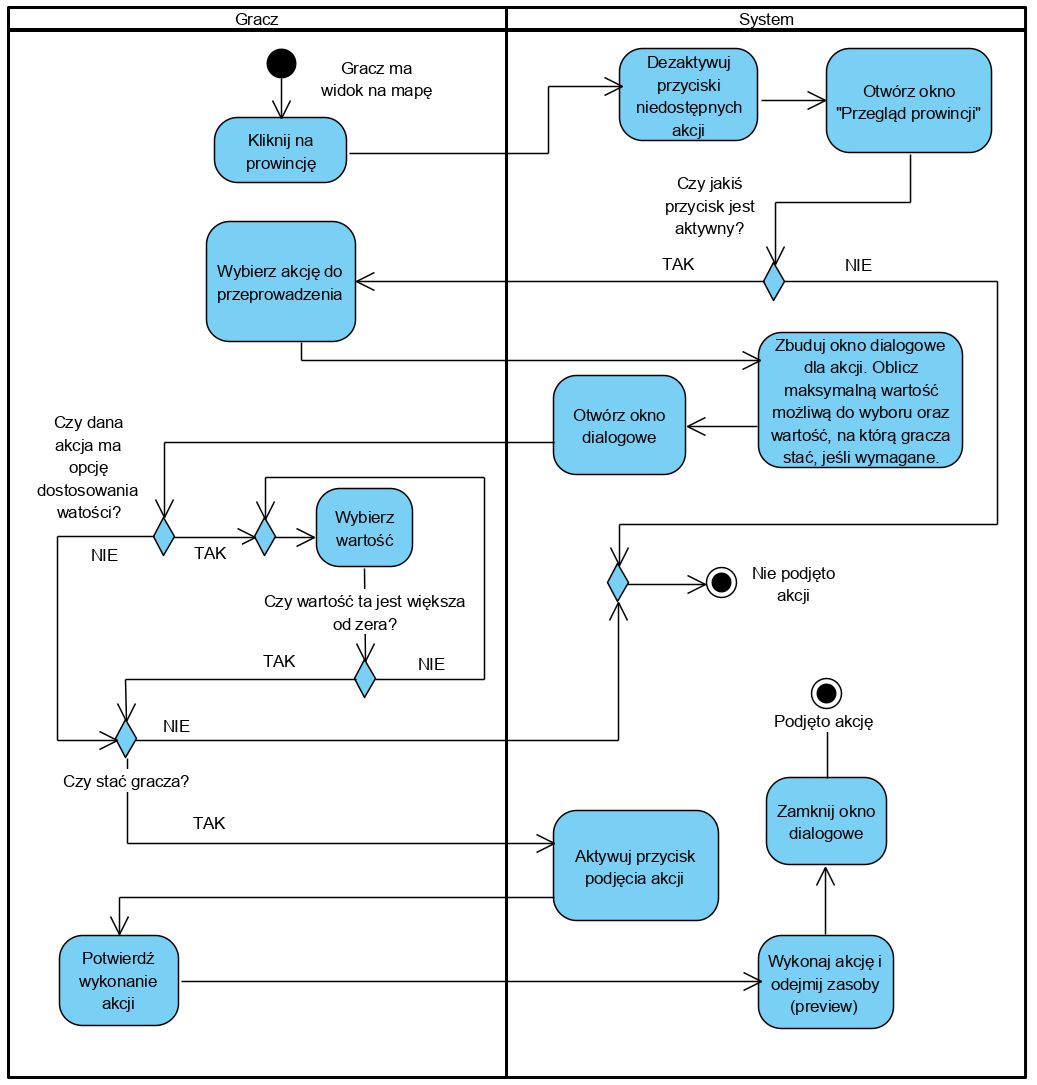 Gracz
System
Gracz ma
widok na mapę
Kliknij na
prowincję
Dezaktywuj
przyciski
niedostępnych
akcji
Otwórz okno
"Przegląd prowincji"
Czy jakiś
przycisk jest
aktywny?
TAK
NIE
Wybierz akcję do
przeprowadzenia
Zbuduj okno dialogowe
dla akcji. Oblicz
maksymalną wartość
możliwą do wyboru oraz
wartość, na którą gracza
stać, jeśli wymagane.
Otwórz okno
dialogowe
Czy dana
akcja ma
opcję
dostosowania
watości?
NIE
TAK
Wybierz
wartość
Czy wartość ta jest większa
od zera?
TAK
NIE
Nie podjęto
akcji
NIE
Czy stać gracza?
TAK
Podjęto akcję
Zamknij okno
dialogowe
Aktywuj przycisk
podjęcia akcji
Potwierdź
wykonanie
akcji
Wykonaj akcję i
odejmij zasoby
(preview)